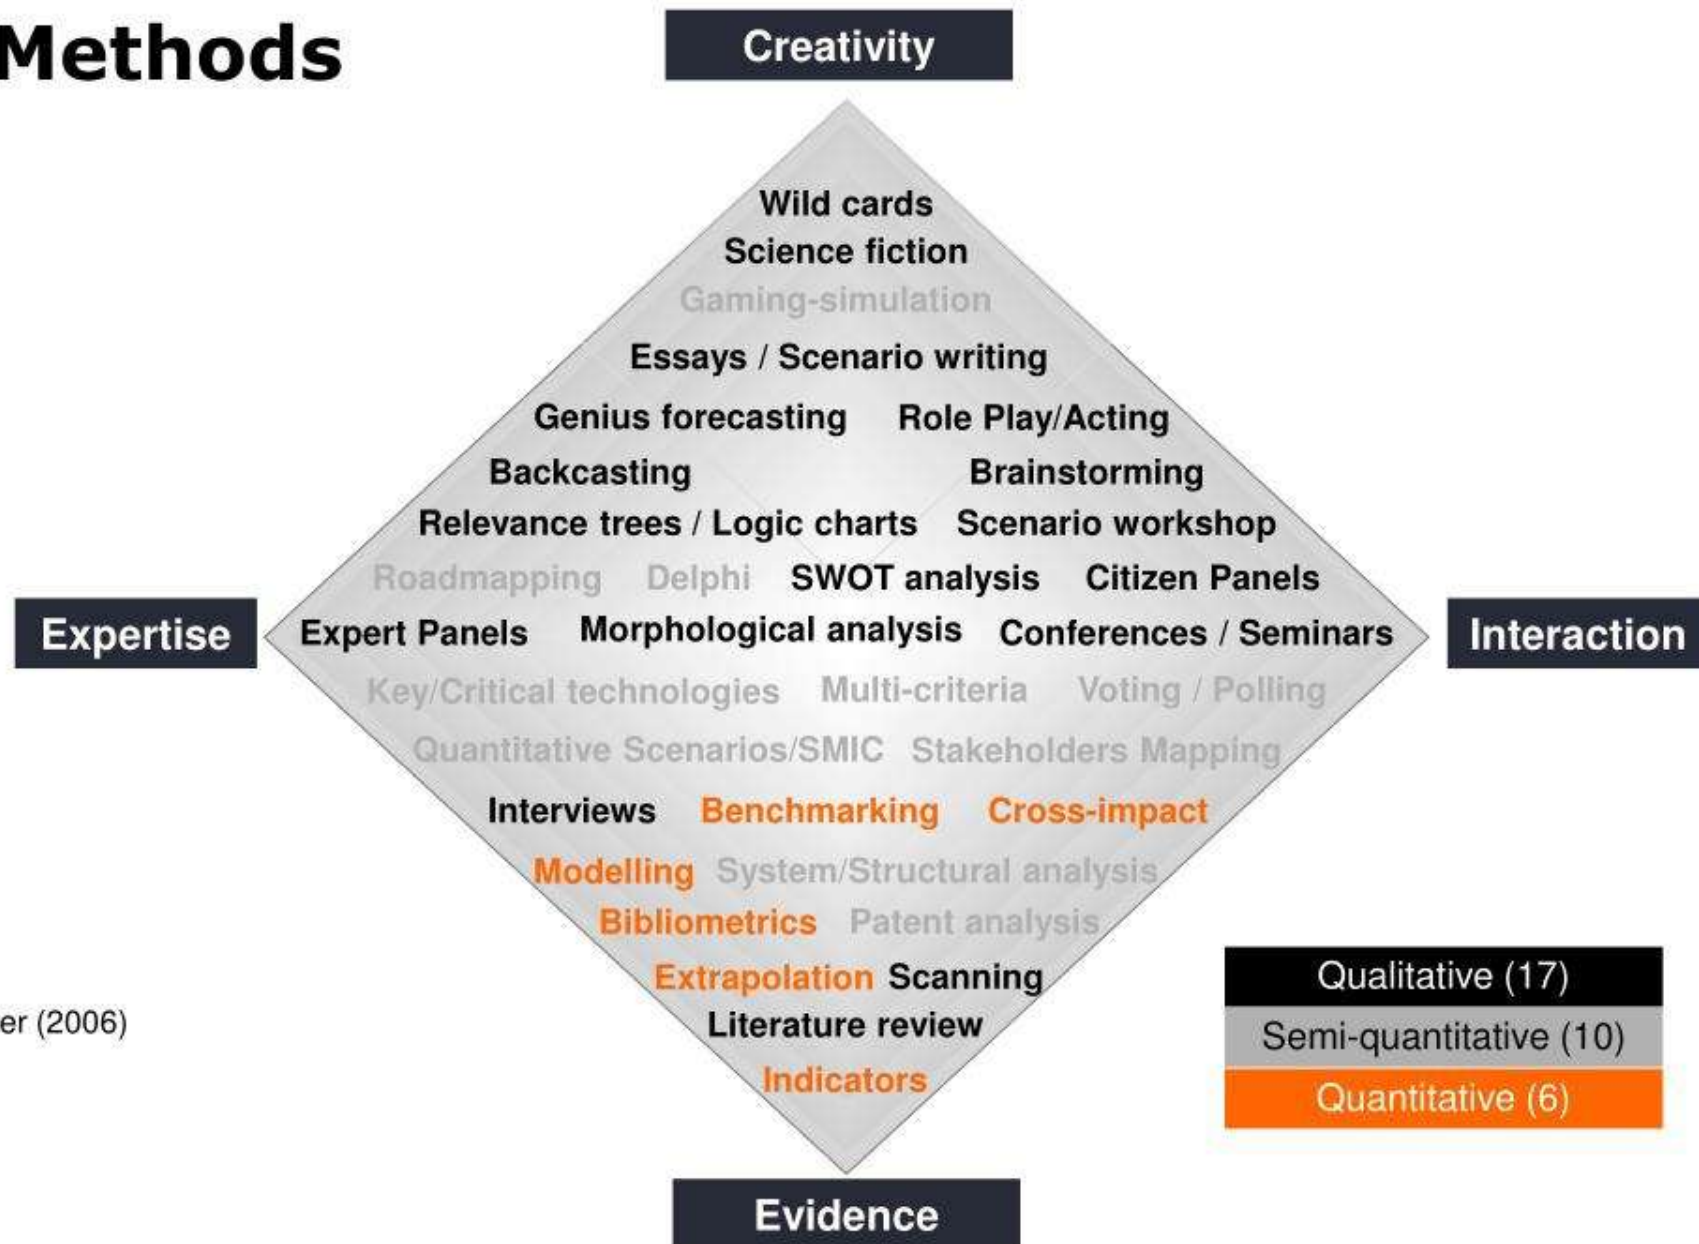 Methods
Creativity
Wild cards
Science fiction
Gaming-simulation
Essays / Scenario writing
Genius forecasting Role Play/Acting
Backcasting Brainstorming
Relevance trees / Logic charts Scenario workshop
Roadmapping Delphi SWOT analysis Citizen Panels
Expertise Expert Panels Morphological analysis Conferences / Seminars Interaction
Key/Critical technologies Multi-criteria Voting / Polling
Quantitative Scenarios/SMIC Stakeholders Mapping
Interviews Benchmarking Cross-impact
Modelling System/Structural analysis
Bibliometrics Patent analysis
Extrapolation Scanning
Literature review
Indicators
er (2006)
Qualitative (17)
Semi-quantitative (10)
Quantitative (6)
Evidence